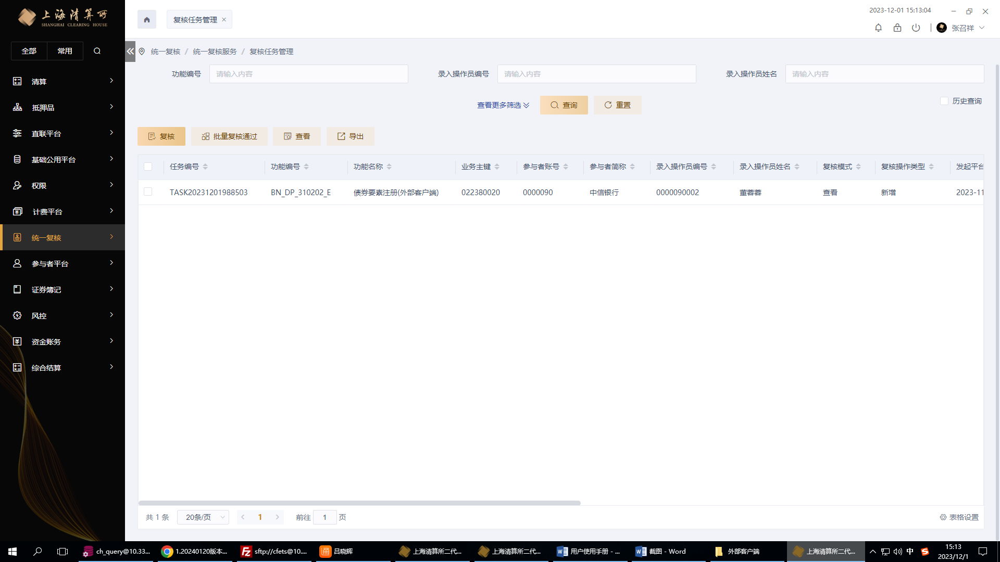 上海清算所
SHANGHAI CLEARING HOUSE
全部 常用
清算
抵押品
直联平台
基础公用平台
权限
计费平台
统一复核
参与者平台
证券簿记
风控
资金账务
综合结算
复核任务管理
2023-12-01 15:13:04
张召祥
统一复核 / 统一复核服务 / 复核任务管理
功能编号 请输入内容 录入操作员编号 请输入内容 录入操作员姓名 请输入内容
查看更多筛选 查询 重置 历史查询
复核 批量复核通过 查看 导出
任务编号 功能编号 功能名称 业务主键 参与者账号 参与者简称 录入操作员编号 录入操作员姓名 复核模式 复核操作类型 发起平台
TASK20231201988503 BN_DP_310202_E 债券要素注册(外部客户端) 022380020 0000090 中信银行 0000090002 董蓉蓉 查看 新增 2023-11
共 1 条 20条/页 1 前往 1 页 表格设置
ch_query@10.33... 1.20240120版本... sftp://cfets@10.... 吕晓辉 上海清算所二代... 上海清算所二代... 用户使用手册 - ... 截图 - Word 外部客户端 上海清算所二代... 中 15:13
2023/12/1